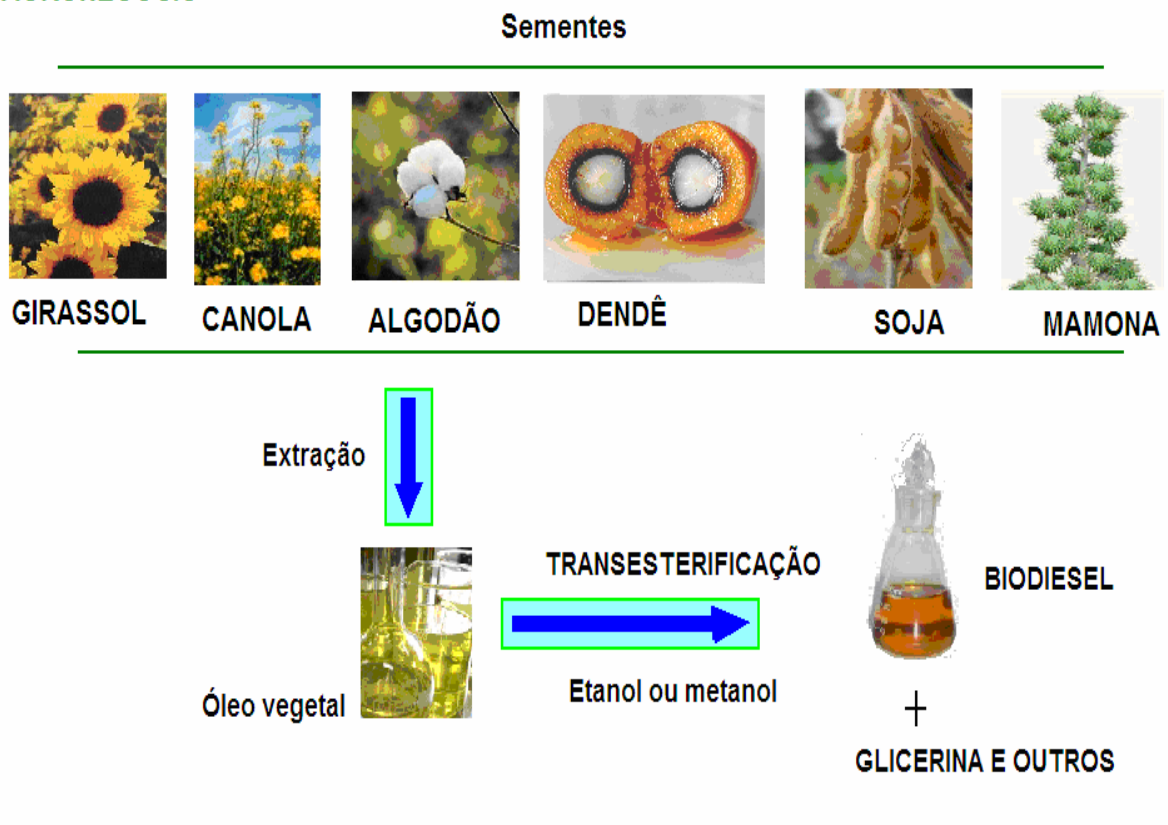 Sementes
GIRASSOL
CANOLA
ALGODÃO
DENDÊ
SOJA
MAMONA
Extração
TRANSESTERIFICAÇÃO
BIODIESEL
Óleo vegetal
Etanol ou metanol
+
GLICERINA E OUTROS